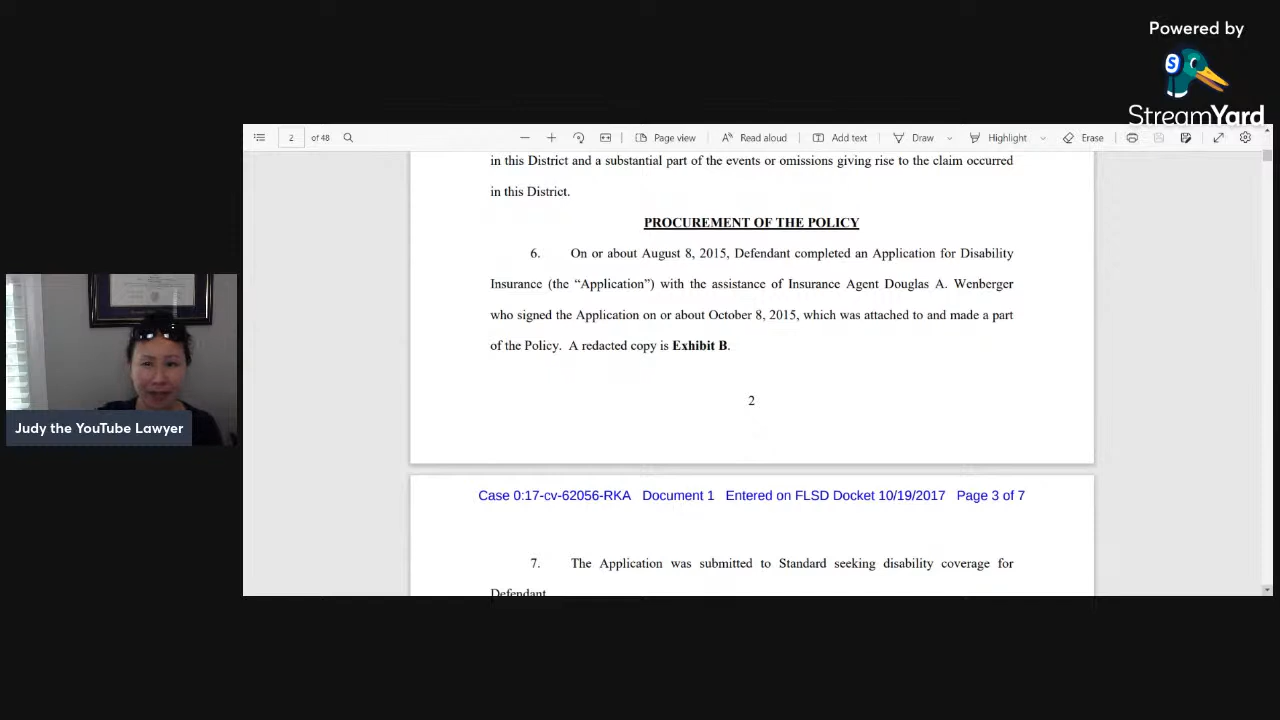 Powered by
S
StreamYard
2 of 48
Page view
Read aloud
Add text
Draw
Highlight
Erase
in this District and a substantial part of the events or omissions giving rise to the claim occurred
in this District.
PROCUREMENT OF THE POLICY
6. On or about August 8, 2015, Defendant completed an Application for Disability
Insurance (the “Application”) with the assistance of Insurance Agent Douglas A. Wenberger
who signed the Application on or about October 8, 2015, which was attached to and made a part
of the Policy. A redacted copy is Exhibit B.
2
Case 0:17-cv-62056-RKA Document 1 Entered on FLSD Docket 10/19/2017 Page 3 of 7
7. The Application was submitted to Standard seeking disability coverage for
Defendant.
Judy the YouTube Lawyer